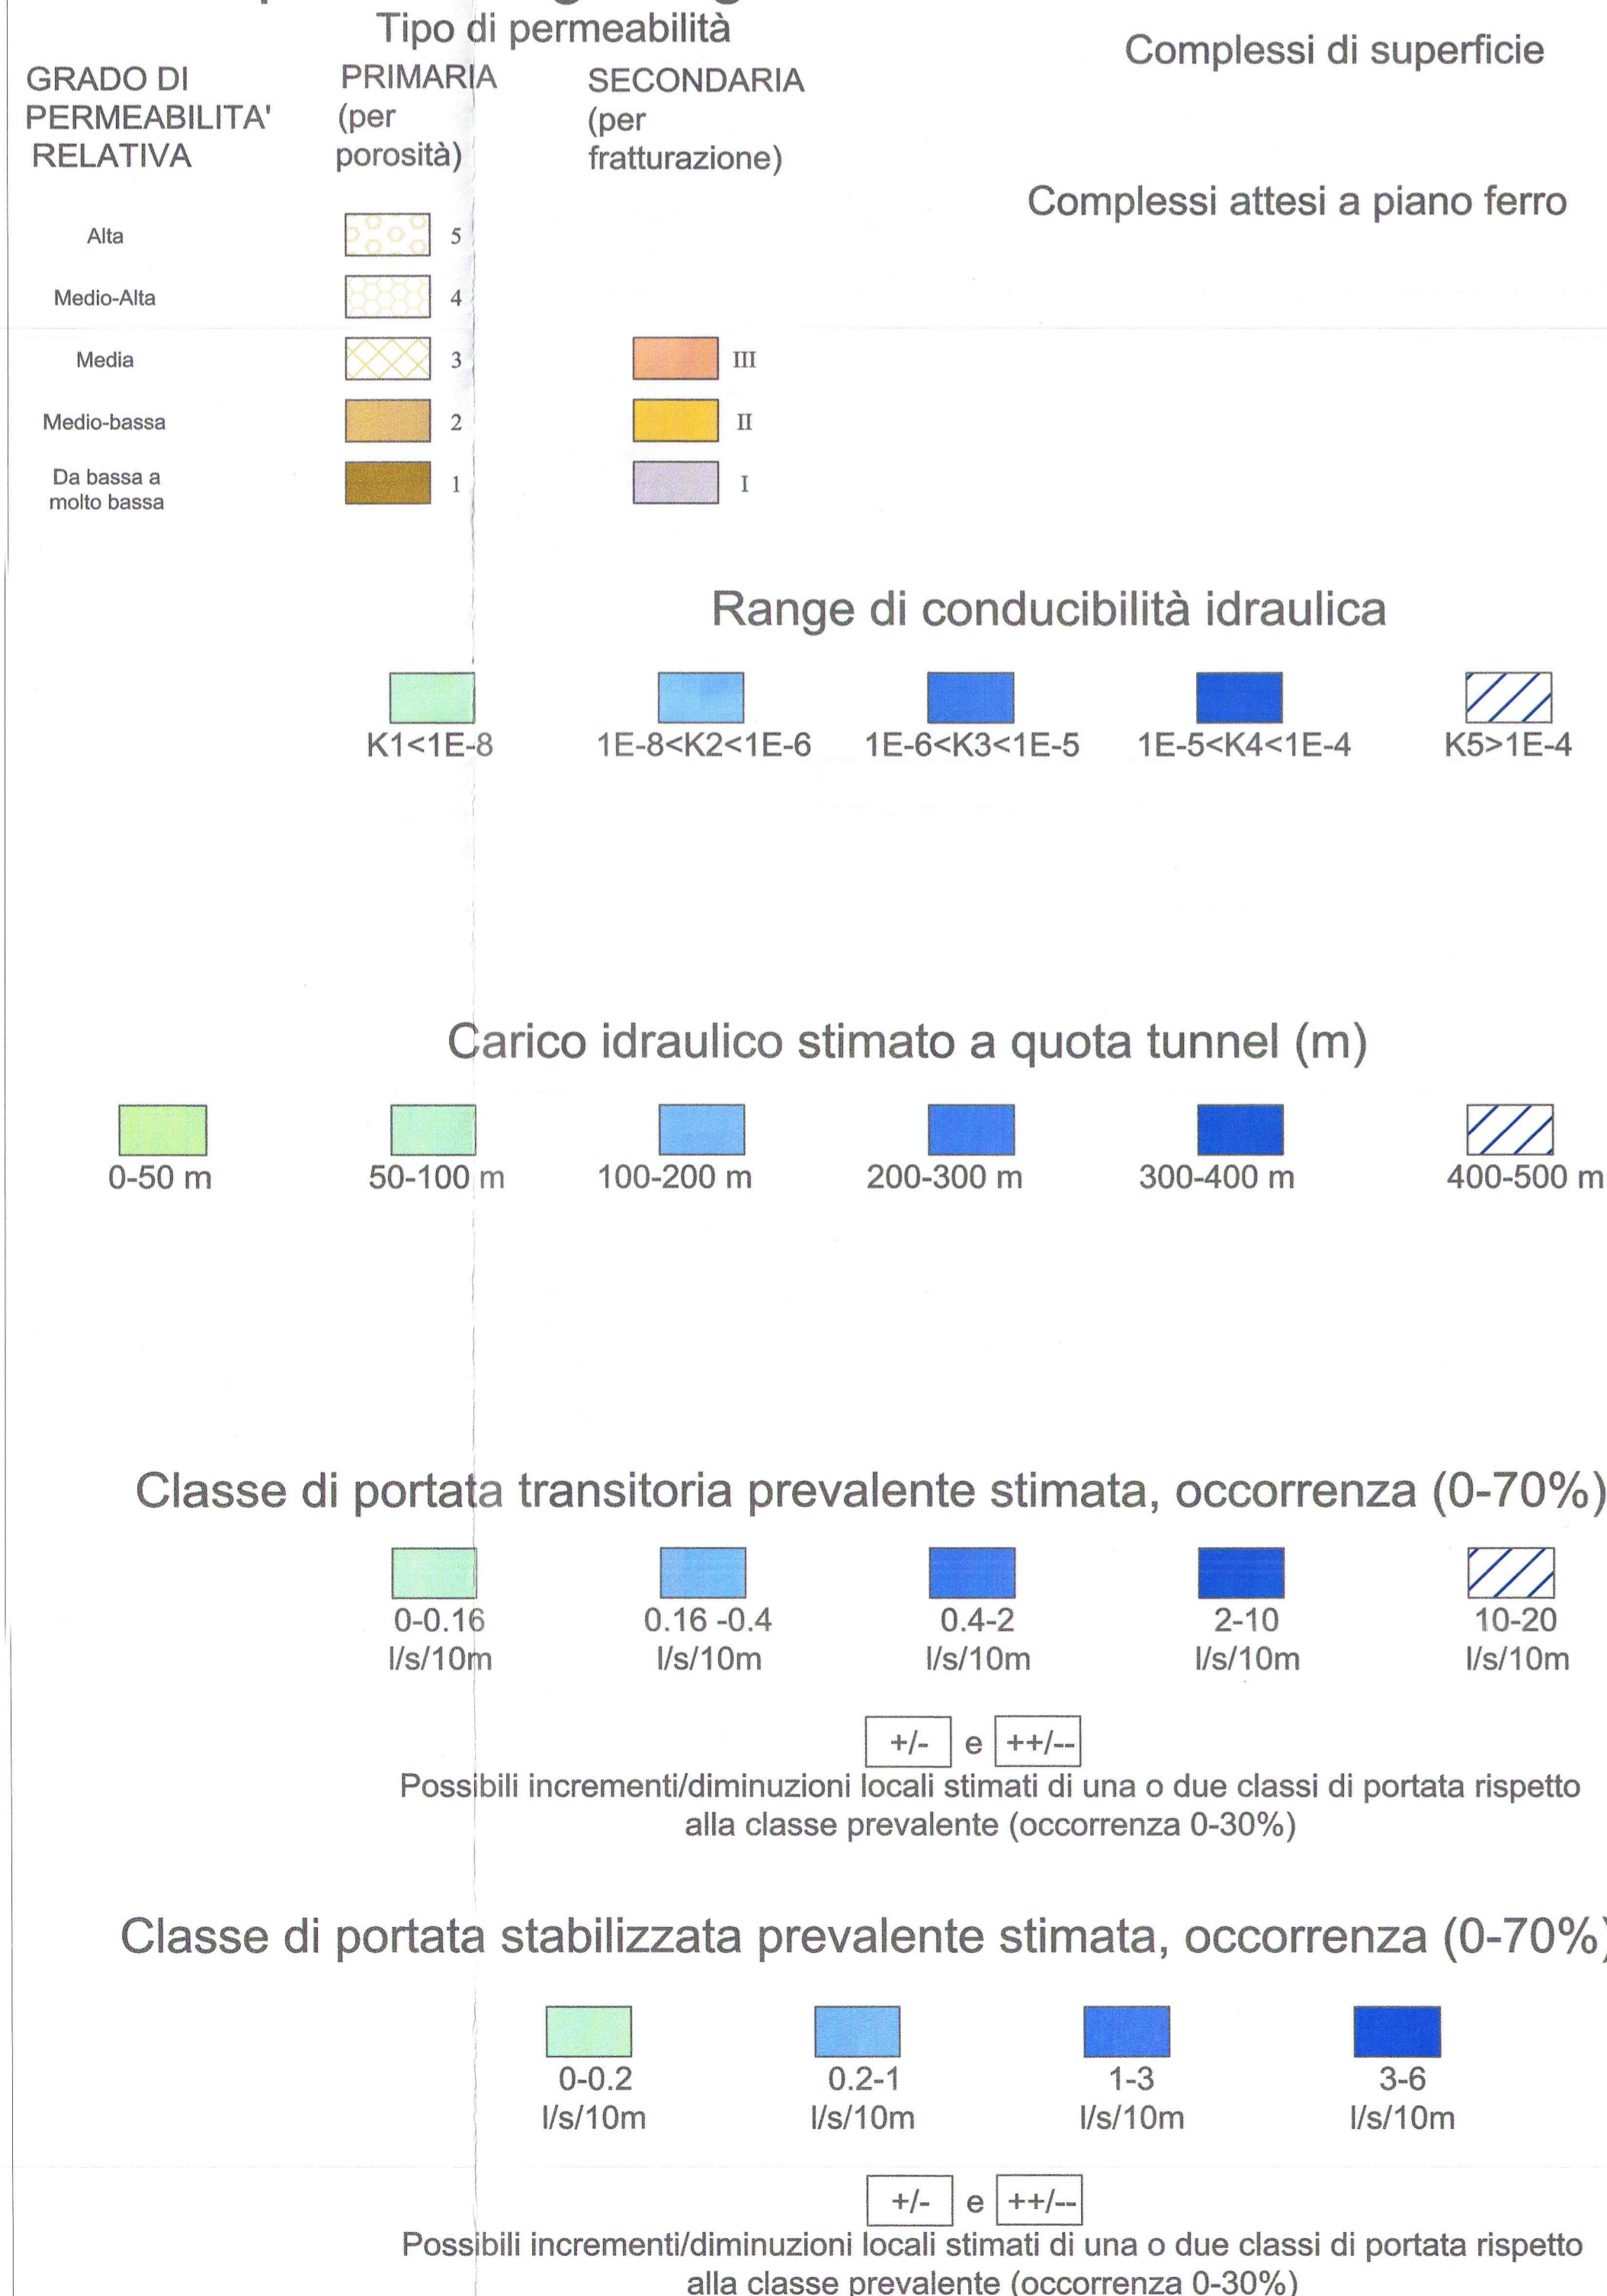 Tipo di permeabilità
Complessi di superficie
GRADO DI
PERMEABILITA'
RELATIVA
PRIMARIA
(per
porosità)
SECONDARIA
(per
fratturazione)
Complessi attesi a piano ferro
Alta 5
Medio-Alta 4
Media 3 III
Medio-bassa 2 II
Da bassa a
molto bassa 1 I
Range di conducibilità idraulica
K1<1E-8 1E-8<K2<1E-6 1E-6<K3<1E-5 1E-5<K4<1E-4 K5>1E-4
Carico idraulico stimato a quota tunnel (m)
0-50 m 50-100 m 100-200 m 200-300 m 300-400 m 400-500 m
Classe di portata transitoria prevalente stimata, occorrenza (0-70%)
0-0.16 0.16 -0.4 0.4-2 2-10 10-20
l/s/10m l/s/10m l/s/10m l/s/10m l/s/10m
+/- e ++/--
Possibili incrementi/diminuzioni locali stimati di una o due classi di portata rispetto
alla classe prevalente (occorrenza 0-30%)
Classe di portata stabilizzata prevalente stimata, occorrenza (0-70%)
0-0.2 0.2-1 1-3 3-6
l/s/10m l/s/10m l/s/10m l/s/10m
+/- e ++/--
Possibili incrementi/diminuzioni locali stimati di una o due classi di portata rispetto
alla classe prevalente (occorrenza 0-30%)